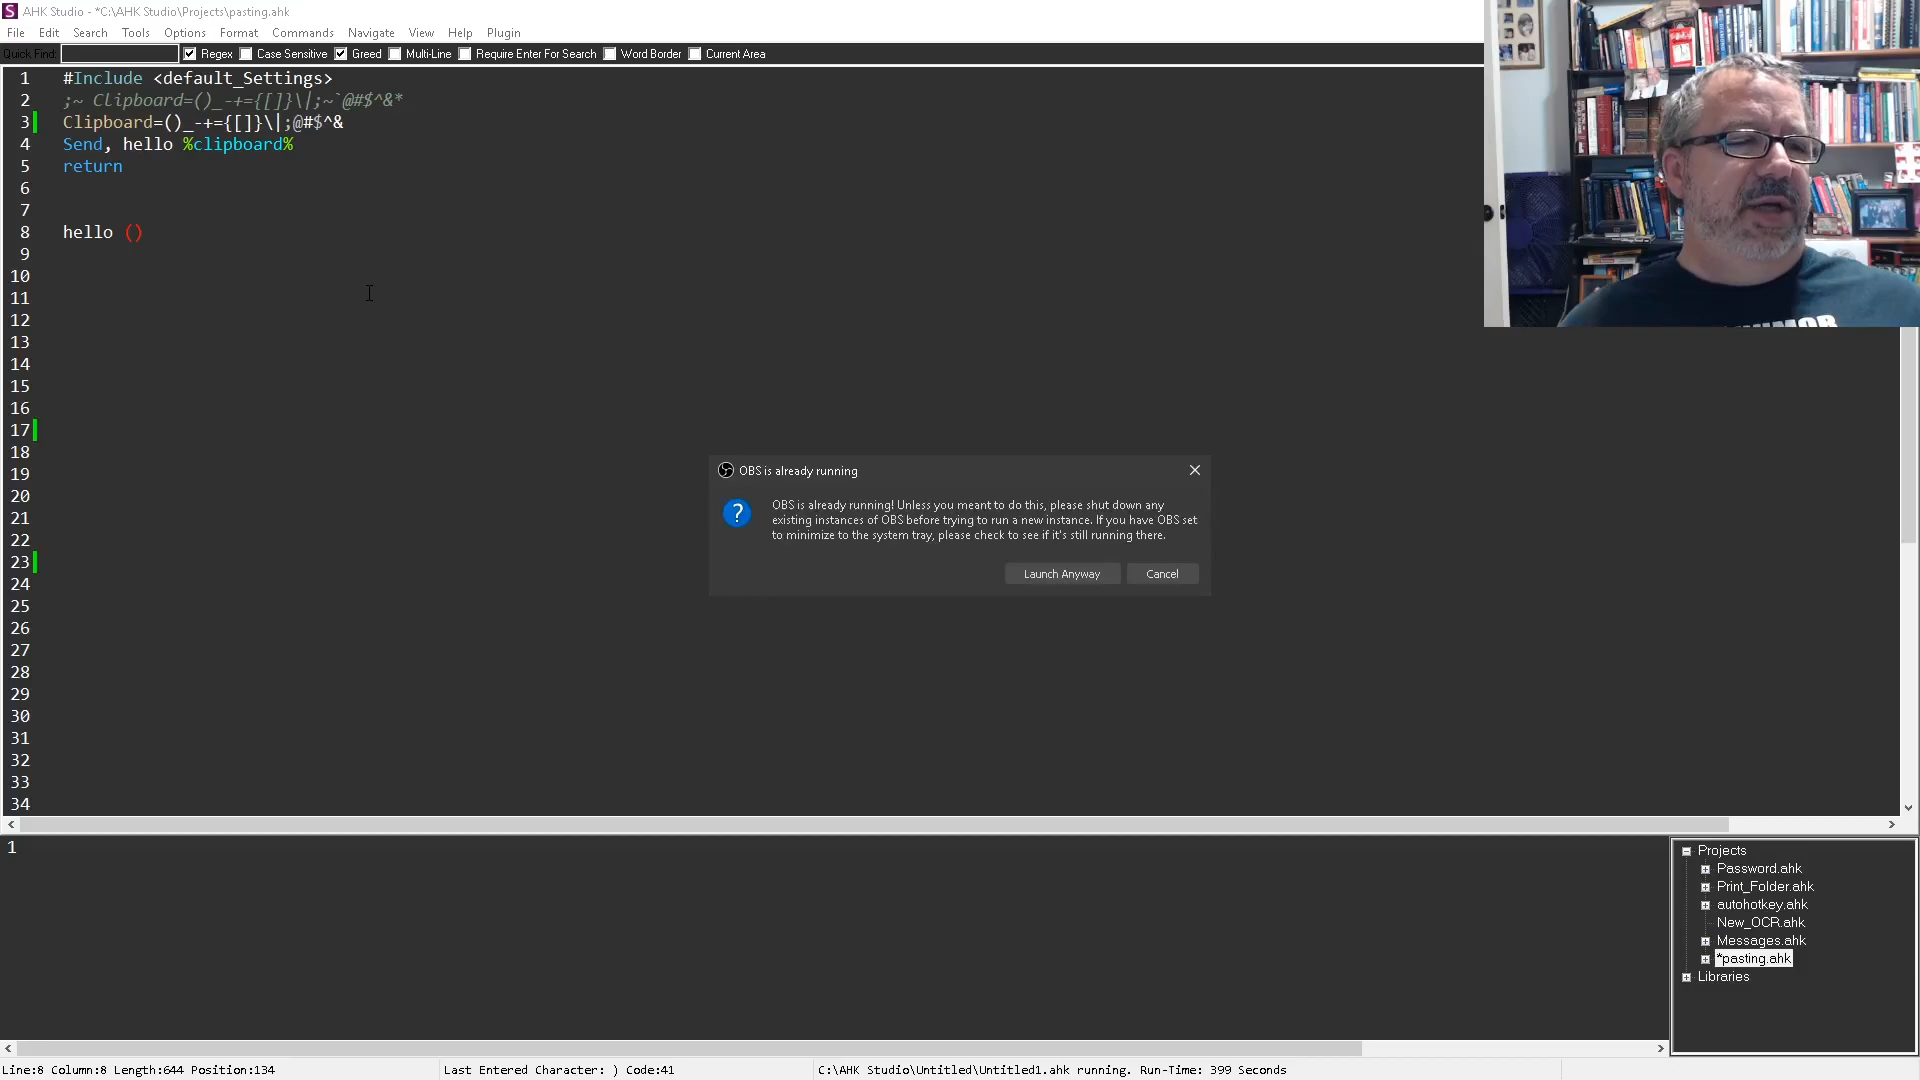 AHK Studio - *C:\AHK Studio\Projects\pasting.ahk
File Edit Search Tools Options Format Commands Navigate View Help Plugin
Quick Find: Regex Case Sensitive Greed Multi-Line Require Enter For Search Word Border Current Area
1 #Include <default_Settings>
2 ;~ Clipboard=()_-+={[]}\|;~`@#$^&*
3 Clipboard=()_-+={[]}\|;@#$^&
4 Send, hello %clipboard%
5 return
6
7
8 hello ()
9
10
11
12
13
14
15
16
17
18
19
20
21
22
23
24
25
26
27
28
29
30
31
32
33
34
OBS is already running
OBS is already running! Unless you meant to do this, please shut down any
existing instances of OBS before trying to run a new instance. If you have OBS set
to minimize to the system tray, please check to see if it's still running there.
Launch Anyway Cancel
1
Projects
Password.ahk
Print_Folder.ahk
autohotkey.ahk
New_OCR.ahk
Messages.ahk
*pasting.ahk
Libraries
Line:8 Column:8 Length:644 Position:134 Last Entered Character: ) Code:41 C:\AHK Studio\Untitled\Untitled1.ahk running. Run-Time: 399 Seconds